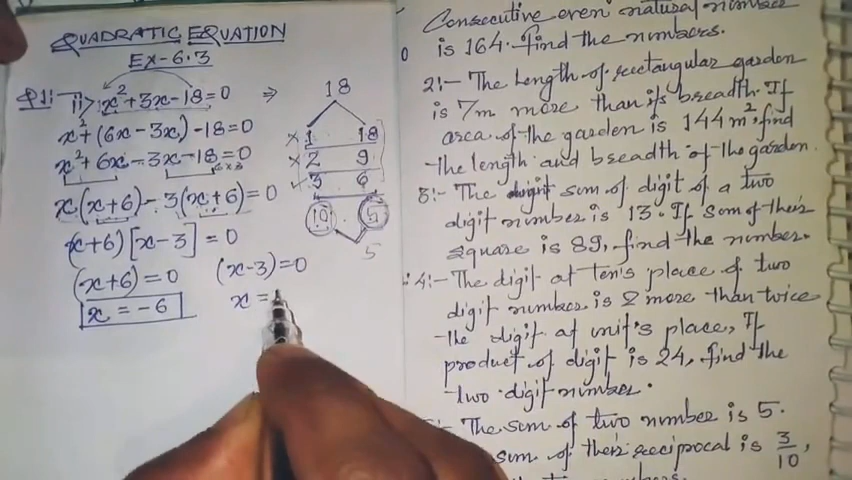 QUADRATIC EQUATION
Ex-6.3
Q1:- ii> x²+3x-18=0 ⇒
x²+(6x-3x)-18=0
x²+6x-3x-18=0
6×3
x(x+6)-3(x+6)=0
(x+6)[x-3]=0
(x+6)=0 (x-3)=0
x=-6 x=
18
× 1 18
× 2 9
✓ 3 6
5
Consecutive even natural number
is 164. find the numbers.
2:- The Length of rectangular garden
is 7m more than its breadth. If
area of the garden is 144m², find
the length and breadth of the garden.
3:- The sum of digit of a two
digit number is 13. If Sum of their
square is 89, find the number.
4:- The digit at ten's place of two
digit number is 2 more than twice
the digit at unit's place, If
product of digit is 24, find the
two digit number.
:- The sum of two number is 5.
sum of their reciprocal is 3/10,